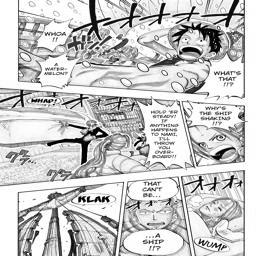 WHOA
!!
A
WATER-
MELON?
WHAT'S
THAT
!!?
WHAP!
HOLD 'ER
STEADY!
IF
ANYTHING
HAPPENS
TO NAMI,
I'LL
THROW
YOU
OVER-
BOARD!!
WHY'S
THE SHIP
SHAKING
!!?
KLAK
THAT
CAN'T
BE...
...A
SHIP
!!?
WUMP